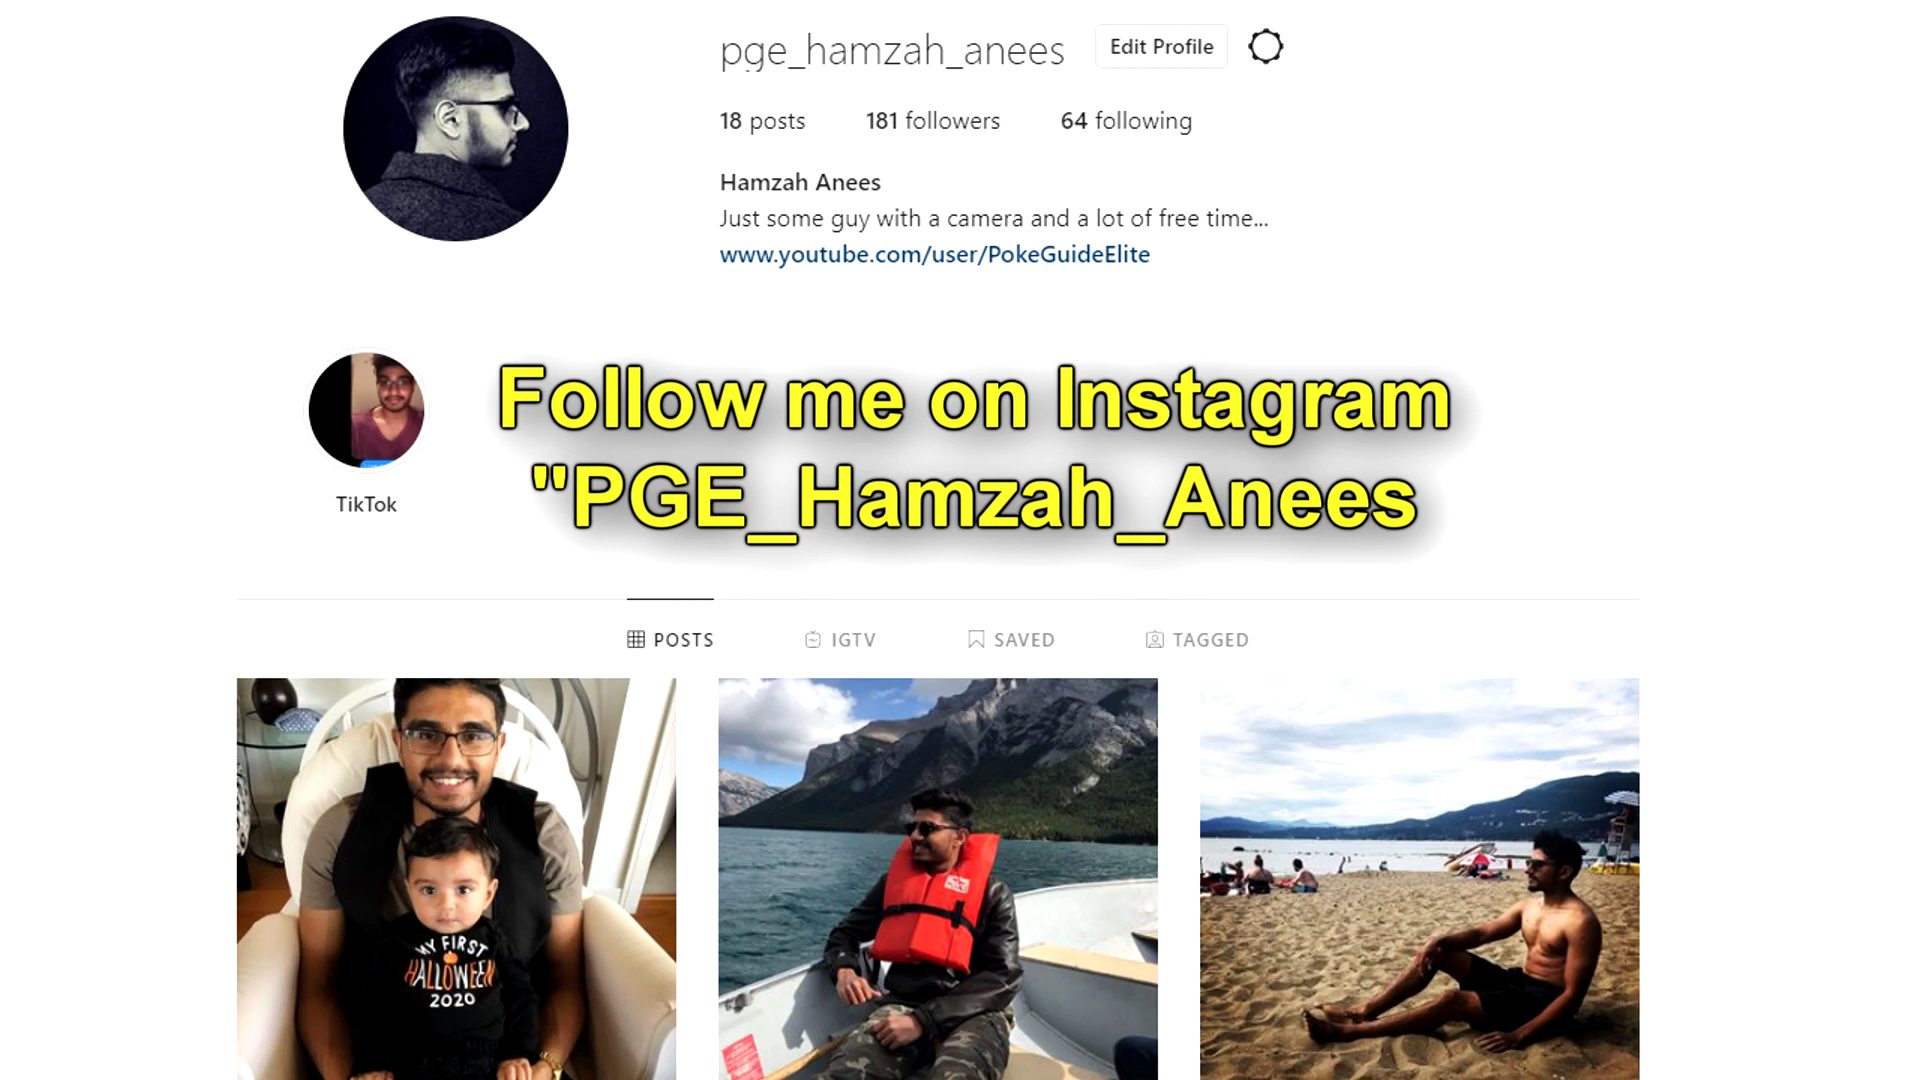 pge_hamzah_anees Edit Profile
18 posts 181 followers 64 following
Hamzah Anees
Just some guy with a camera and a lot of free time...
www.youtube.com/user/PokeGuideElite
Follow me on Instagram
"PGE_Hamzah_Anees
TikTok
POSTS IGTV SAVED TAGGED
MY FIRST
HALLOWEEN
2020